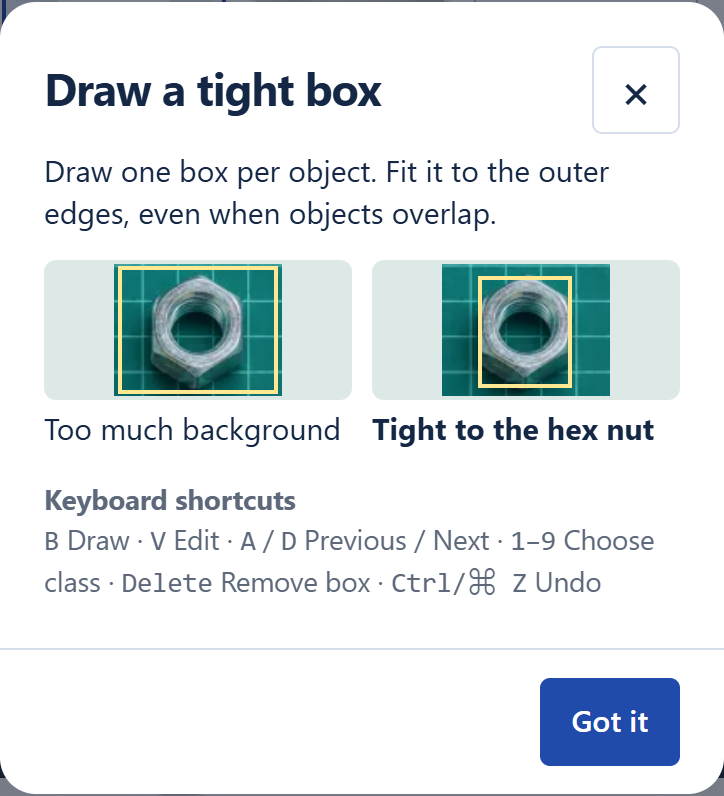 Draw a tight box
×
Draw one box per object. Fit it to the outer
edges, even when objects overlap.
Too much background
Tight to the hex nut
Keyboard shortcuts
B Draw · V Edit · A / D Previous / Next · 1–9 Choose
class · Delete Remove box · Ctrl/⌘ Z Undo
Got it